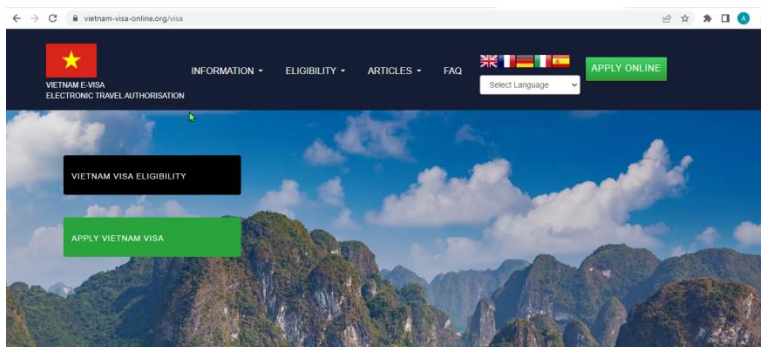 vietnam-visa-online.org/visa
A
INFORMATION
ELIGIBILITY
ARTICLES
FAQ
APPLY ONLINE
Select Language
VIETNAM E-VISA
ELECTRONIC TRAVEL AUTHORISATION
VIETNAM VISA ELIGIBILITY
APPLY VIETNAM VISA